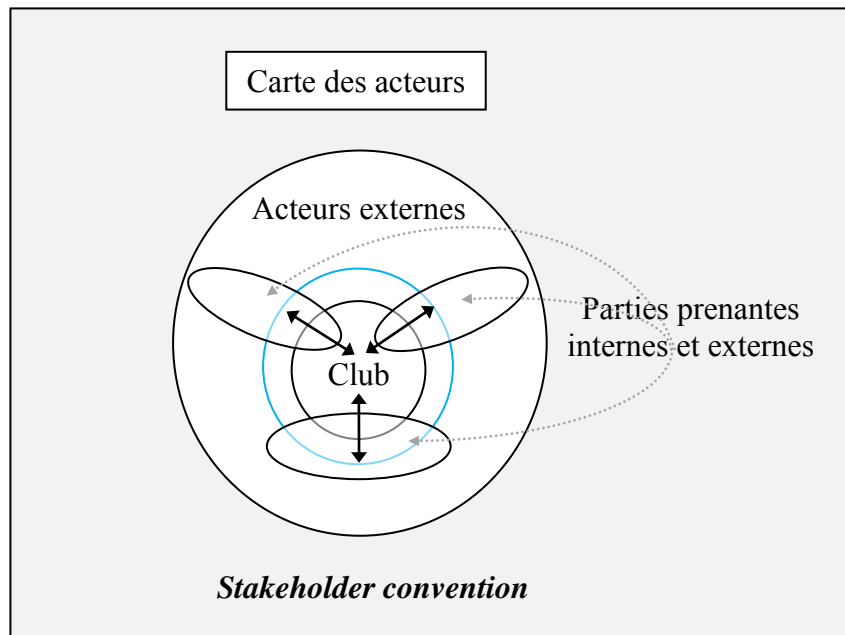 Carte des acteurs
Acteurs externes
Parties prenantes
internes et externes
Club
Stakeholder convention